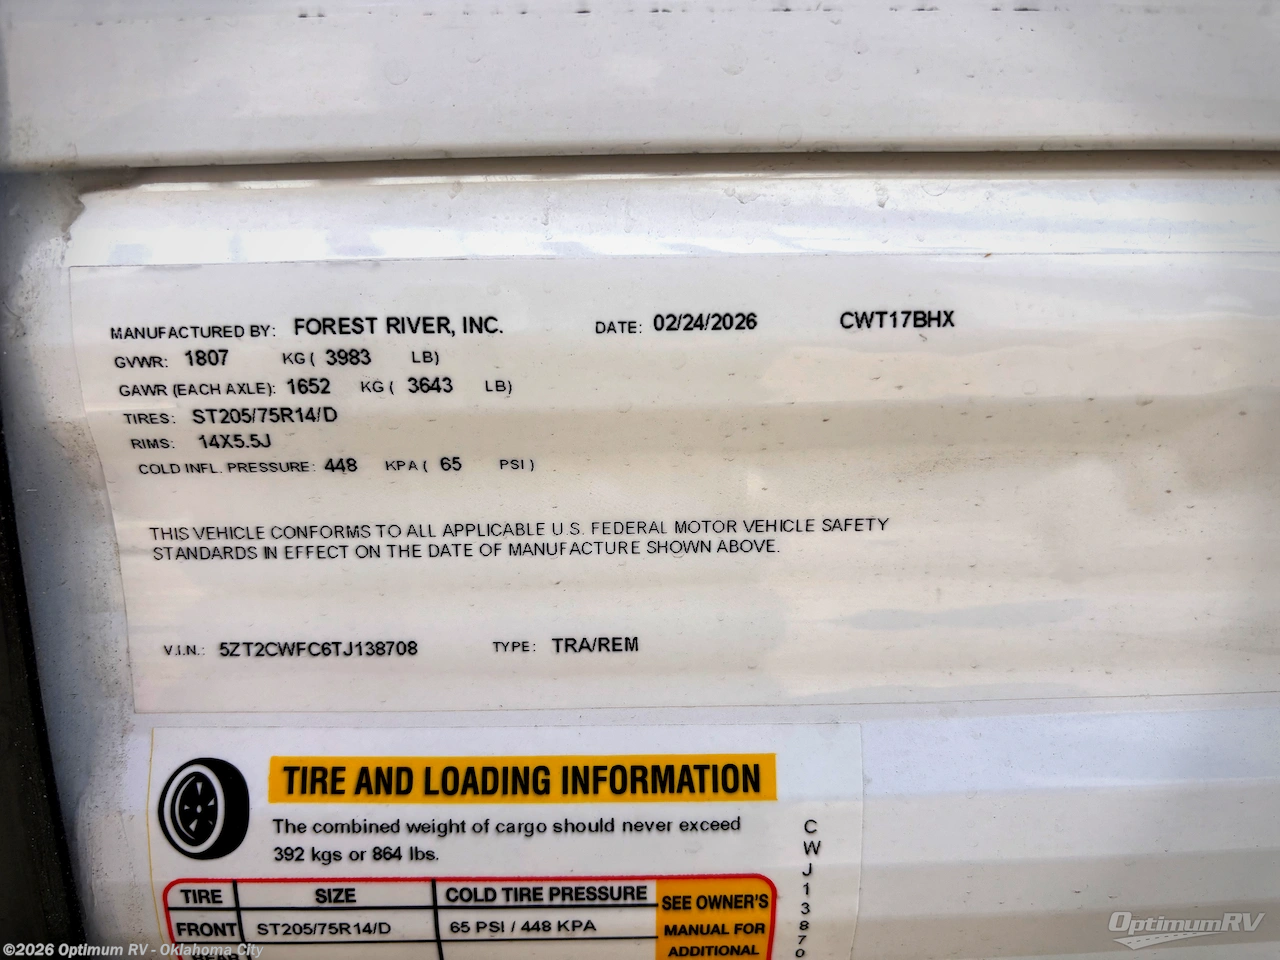 MANUFACTURED BY: FOREST RIVER, INC. DATE: 02/24/2026 CWT17BHX
GVWR: 1807 KG ( 3983 LB)
GAWR (EACH AXLE): 1652 KG ( 3643 LB)
TIRES: ST205/75R14/D
RIMS: 14X5.5J
COLD INFL. PRESSURE: 448 KPA ( 65 PSI )
THIS VEHICLE CONFORMS TO ALL APPLICABLE U.S. FEDERAL MOTOR VEHICLE SAFETY
STANDARDS IN EFFECT ON THE DATE OF MANUFACTURE SHOWN ABOVE.
V.I.N.: 5ZT2CWFC6TJ138708 TYPE: TRA/REM
TIRE AND LOADING INFORMATION
The combined weight of cargo should never exceed
392 kgs or 864 lbs.
TIRE SIZE COLD TIRE PRESSURE SEE OWNER'S
FRONT ST205/75R14/D 65 PSI / 448 KPA MANUAL FOR
ADDITIONAL
CWJ13870
OptimumRV
©2026 Optimum RV - Oklahoma City